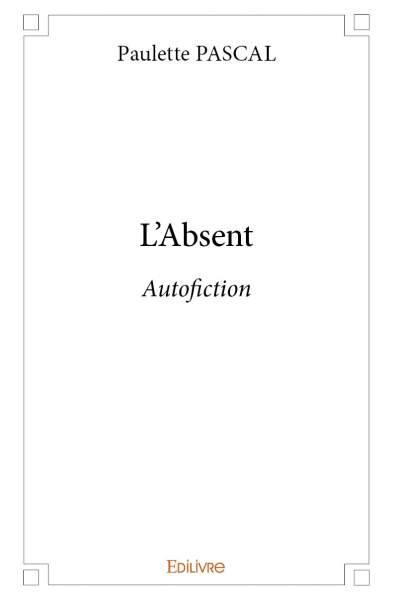 Paulette PASCAL
L’Absent
Autofiction
EDILIVRE